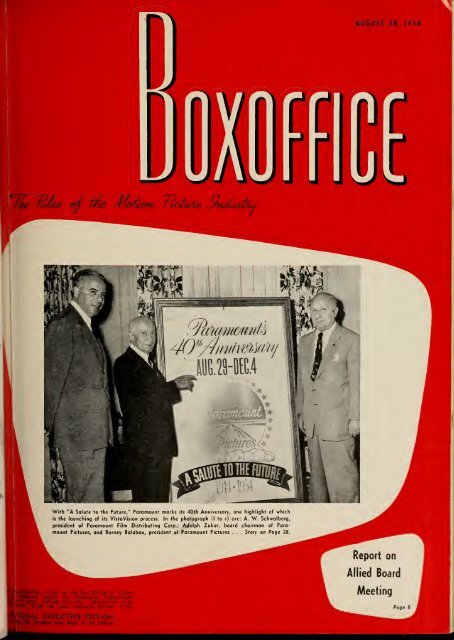 AUGUST 28 1954
BOXOFFICE
The Pulse of the Motion Picture Industry
Paramount's
40th Anniversary
AUG. 29-DEC. 4
Paramount
Pictures
A SALUTE TO THE FUTURE
1914-1954
With "A Salute to the Future," Paramount marks its 40th Anniversary, one highlight of which
is the launching of its VistaVision process. In the photograph (l to r) are: A. W. Schwalberg,
president of Paramount Film Distributing Corp.; Adolph Zukor, board chairman of Para-
mount Pictures, and Barney Balaban, president of Paramount Pictures . . . Story on Page 28.
Report on
Allied Board
Meeting
Page 8
NATIONAL EXECUTIVE EDITION